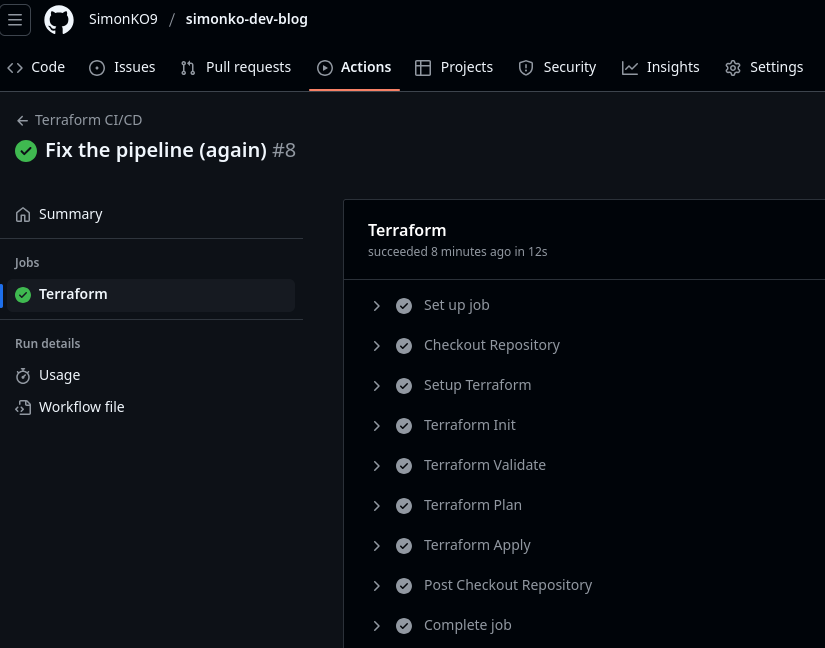 SimonKO9 / simonko-dev-blog
Code Issues Pull requests Actions Projects Security Insights Settings
Terraform CI/CD
Fix the pipeline (again) #8
Summary
Jobs
Terraform
Run details
Usage
Workflow file
Terraform
succeeded 8 minutes ago in 12s
Set up job
Checkout Repository
Setup Terraform
Terraform Init
Terraform Validate
Terraform Plan
Terraform Apply
Post Checkout Repository
Complete job